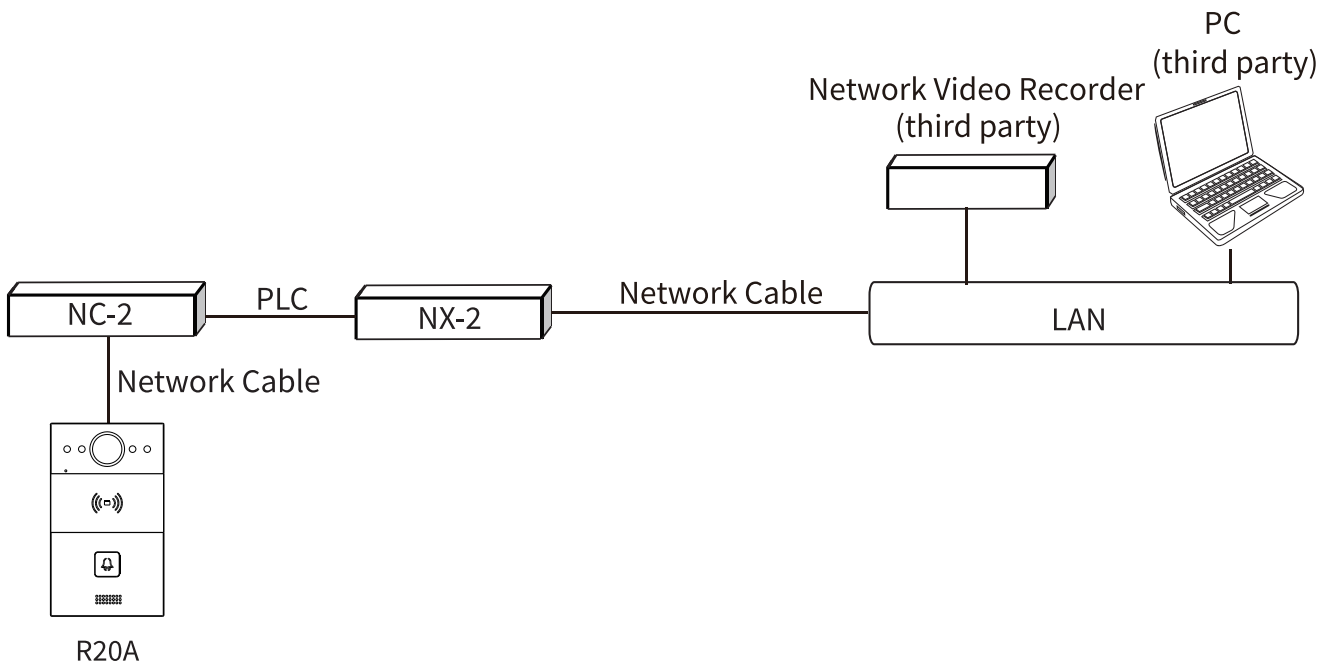 PC
(third party)
Network Video Recorder
(third party)
NC-2
PLC
NX-2
Network Cable
LAN
Network Cable
R20A